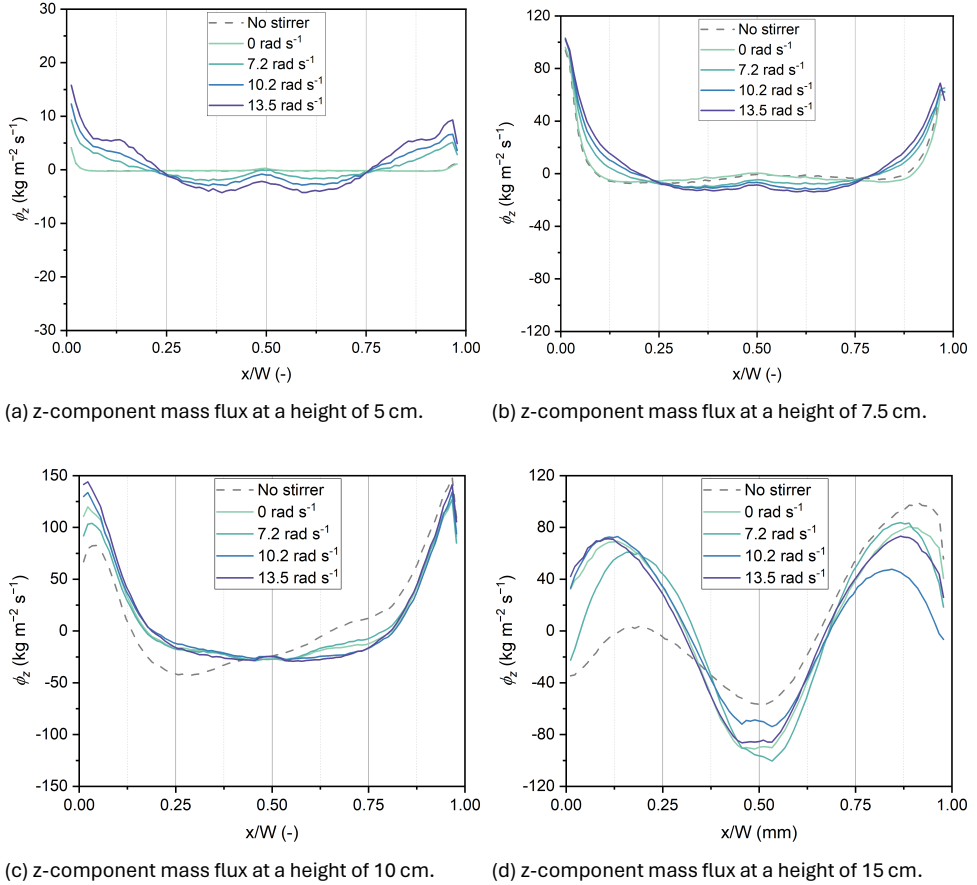 30
20
10
0
-10
-20
-30
ϕz (kg m⁻² s⁻¹)
No stirrer
0 rad s⁻¹
7.2 rad s⁻¹
10.2 rad s⁻¹
13.5 rad s⁻¹
0.00 0.25 0.50 0.75 1.00
x/W (-)
(a) z-component mass flux at a height of 5 cm.
120
80
40
0
-40
-80
-120
ϕz (kg m⁻² s⁻¹)
No stirrer
0 rad s⁻¹
7.2 rad s⁻¹
10.2 rad s⁻¹
13.5 rad s⁻¹
0.00 0.25 0.50 0.75 1.00
x/W (-)
(b) z-component mass flux at a height of 7.5 cm.
150
100
50
0
-50
-100
-150
ϕz (kg m⁻² s⁻¹)
No stirrer
0 rad s⁻¹
7.2 rad s⁻¹
10.2 rad s⁻¹
13.5 rad s⁻¹
0.00 0.25 0.50 0.75 1.00
x/W (-)
(c) z-component mass flux at a height of 10 cm.
120
80
40
0
-40
-80
-120
ϕz (kg m⁻² s⁻¹)
No stirrer
0 rad s⁻¹
7.2 rad s⁻¹
10.2 rad s⁻¹
13.5 rad s⁻¹
0.00 0.25 0.50 0.75 1.00
x/W (mm)
(d) z-component mass flux at a height of 15 cm.